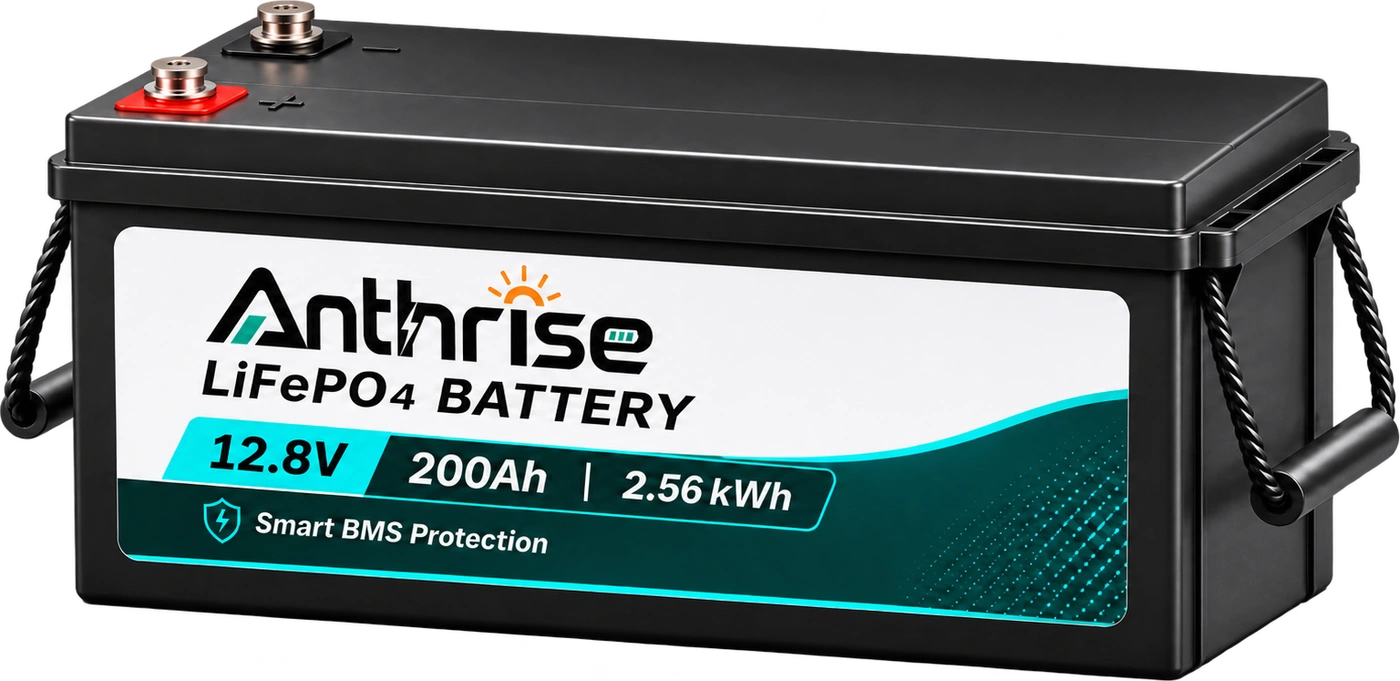 −
+
Anthrise
LiFePO4 BATTERY
12.8V 200Ah | 2.56 kWh
Smart BMS Protection